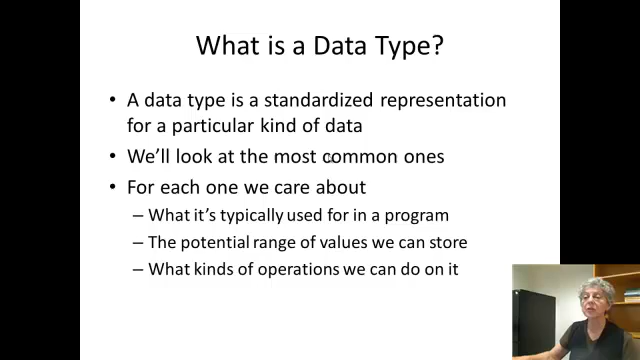 What is a Data Type?
• A data type is a standardized representation
for a particular kind of data
• We'll look at the most common ones
• For each one we care about
– What it's typically used for in a program
– The potential range of values we can store
– What kinds of operations we can do on it